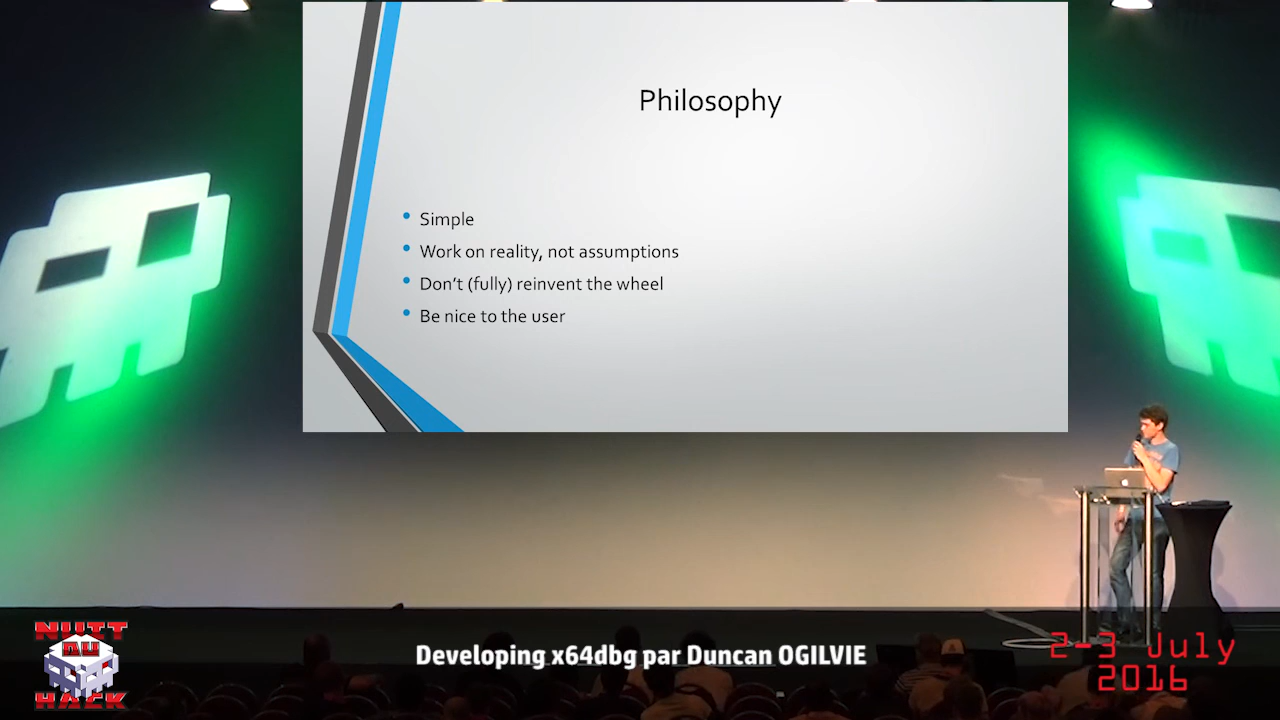 Philosophy
• Simple
• Work on reality, not assumptions
• Don't (fully) reinvent the wheel
• Be nice to the user
NUIT
DU
HACK
Developing x64dbg par Duncan OGILVIE
2-3 July
2016